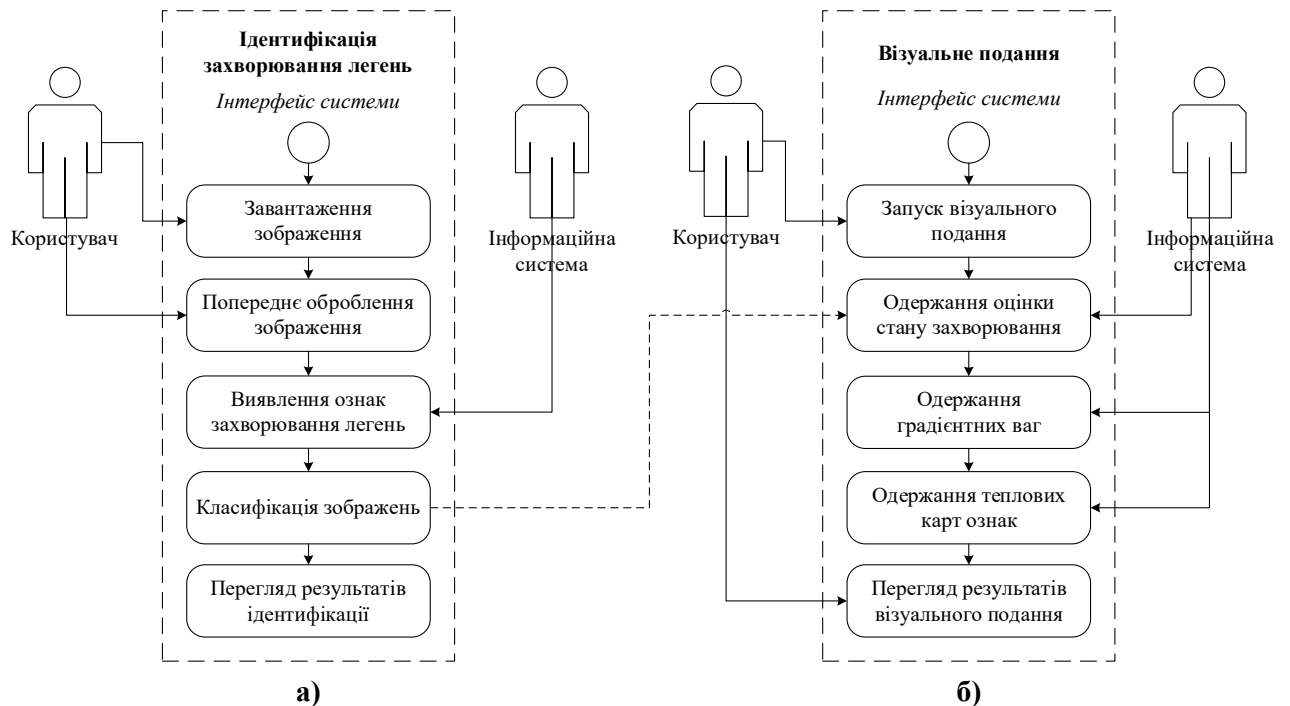 Ідентифікація
захворювання легень
Інтерфейс системи
Користувач
Інформаційна
система
Завантаження
зображення
Попереднє оброблення
зображення
Виявлення ознак
захворювання легень
Класифікація зображень
Перегляд результатів
ідентифікації
а)
Візуальне подання
Інтерфейс системи
Користувач
Інформаційна
система
Запуск візуального
подання
Одержання оцінки
стану захворювання
Одержання
градієнтних ваг
Одержання теплових
карт ознак
Перегляд результатів
візуального подання
б)